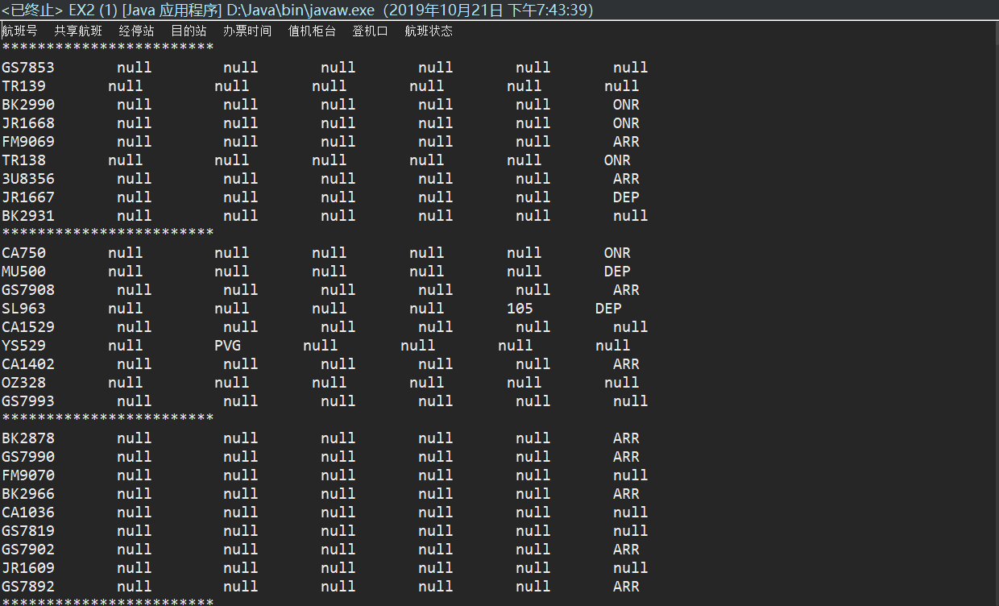 <已终止> EX2 (1) [Java 应用程序] D:\Java\bin\javaw.exe（2019年10月21日 下午7:43:39）
航班号 共享航班 经停站 目的站 办票时间 值机柜台 登机口 航班状态
************************
GS7853 null null null null null null
TR139 null null null null null null
BK2990 null null null null null ONR
JR1668 null null null null null ONR
FM9069 null null null null null ARR
TR138 null null null null null ONR
3U8356 null null null null null ARR
JR1667 null null null null null DEP
BK2931 null null null null null null
************************
CA750 null null null null null ONR
MU500 null null null null null DEP
GS7908 null null null null null ARR
SL963 null null null null 105 DEP
CA1529 null null null null null null
YS529 null PVG null null null null
CA1402 null null null null null ARR
OZ328 null null null null null null
GS7993 null null null null null null
************************
BK2878 null null null null null ARR
GS7990 null null null null null ARR
FM9070 null null null null null null
BK2966 null null null null null ARR
CA1036 null null null null null null
GS7819 null null null null null null
GS7902 null null null null null ARR
JR1609 null null null null null null
GS7892 null null null null null ARR
************************